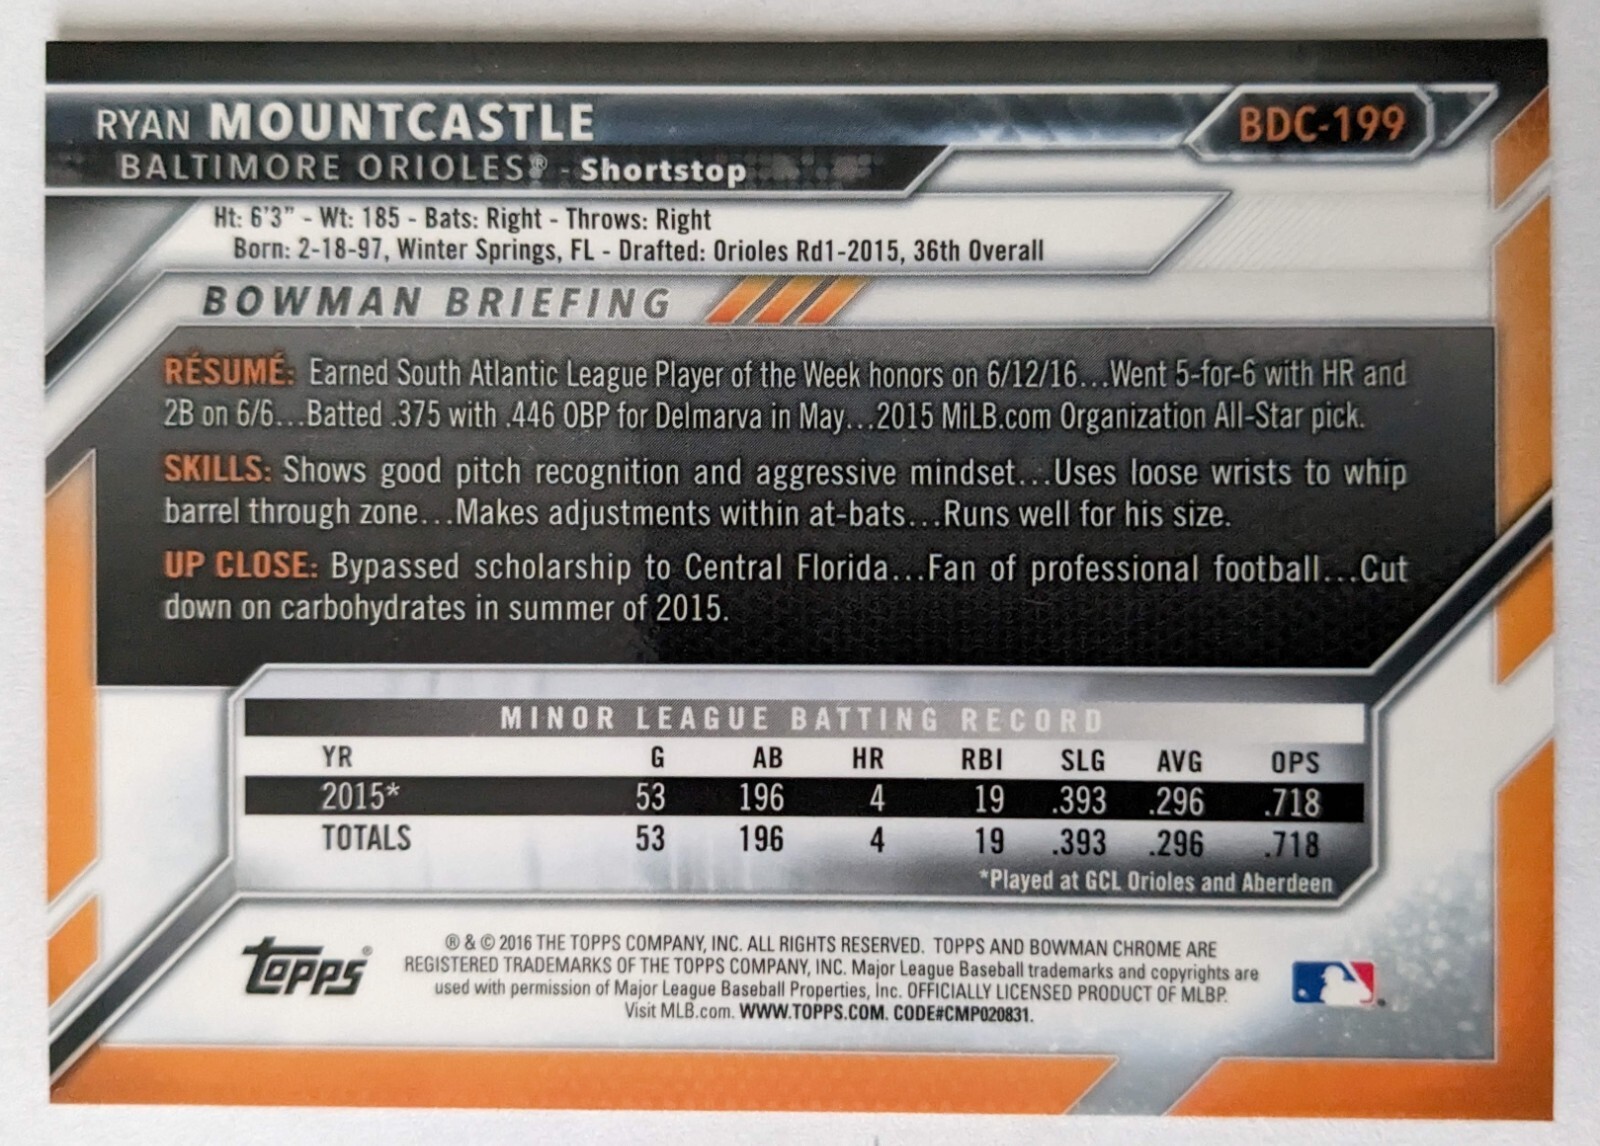 RYAN MOUNTCASTLE
BDC-199
BALTIMORE ORIOLES® - Shortstop
Ht: 6'3" - Wt: 185 - Bats: Right - Throws: Right
Born: 2-18-97, Winter Springs, FL - Drafted: Orioles Rd1-2015, 36th Overall
BOWMAN BRIEFING
RÉSUMÉ: Earned South Atlantic League Player of the Week honors on 6/12/16...Went 5-for-6 with HR and
2B on 6/6...Batted .375 with .446 OBP for Delmarva in May...2015 MiLB.com Organization All-Star pick.
SKILLS: Shows good pitch recognition and aggressive mindset...Uses loose wrists to whip
barrel through zone...Makes adjustments within at-bats...Runs well for his size.
UP CLOSE: Bypassed scholarship to Central Florida...Fan of professional football...Cut
down on carbohydrates in summer of 2015.
MINOR LEAGUE BATTING RECORD
YR G AB HR RBI SLG AVG OPS
2015* 53 196 4 19 .393 .296 .718
TOTALS 53 196 4 19 .393 .296 .718
*Played at GCL Orioles and Aberdeen
Topps®
® & © 2016 THE TOPPS COMPANY, INC. ALL RIGHTS RESERVED. TOPPS AND BOWMAN CHROME ARE
REGISTERED TRADEMARKS OF THE TOPPS COMPANY, INC. Major League Baseball trademarks and copyrights are
used with permission of Major League Baseball Properties, Inc. OFFICIALLY LICENSED PRODUCT OF MLBP.
Visit MLB.com. WWW.TOPPS.COM. CODE#CMP020831.